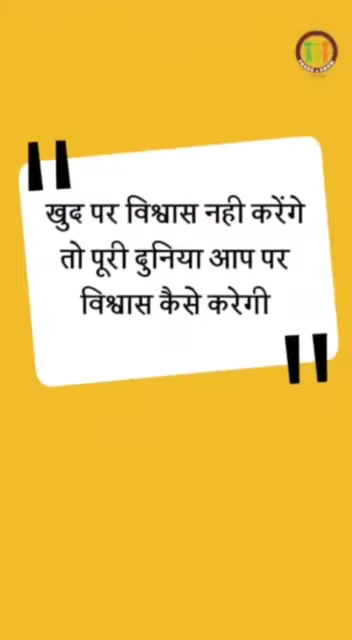 खुद पर विश्वास नही करेंगे
तो पूरी दुनिया आप पर
विश्वास कैसे करेगी